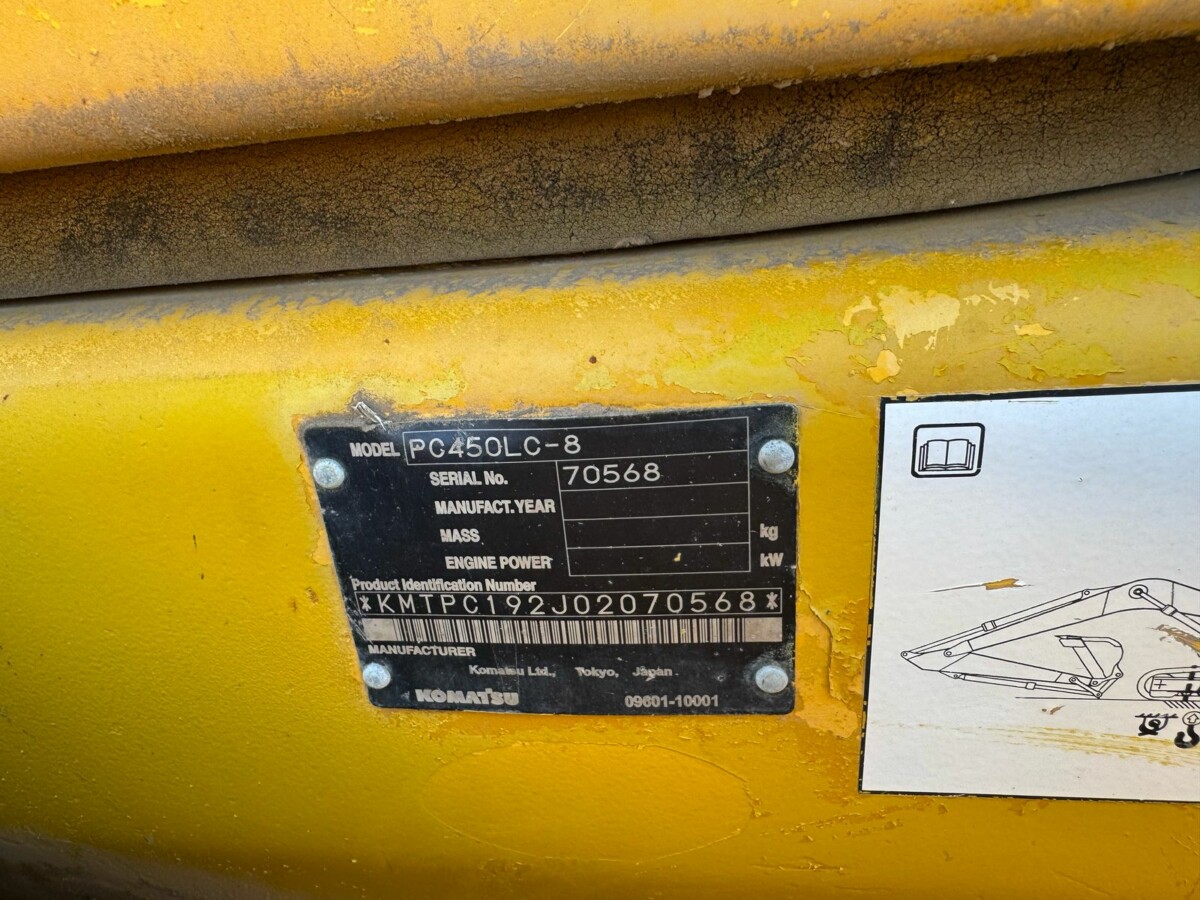 MODEL PC450LC-8
SERIAL No. 70568
MANUFACT.YEAR
MASS kg
ENGINE POWER kW
Product Identification Number
*KMTPC192J02070568*
MANUFACTURER
Komatsu Ltd., Tokyo, Japan
KOMATSU 09601-10001